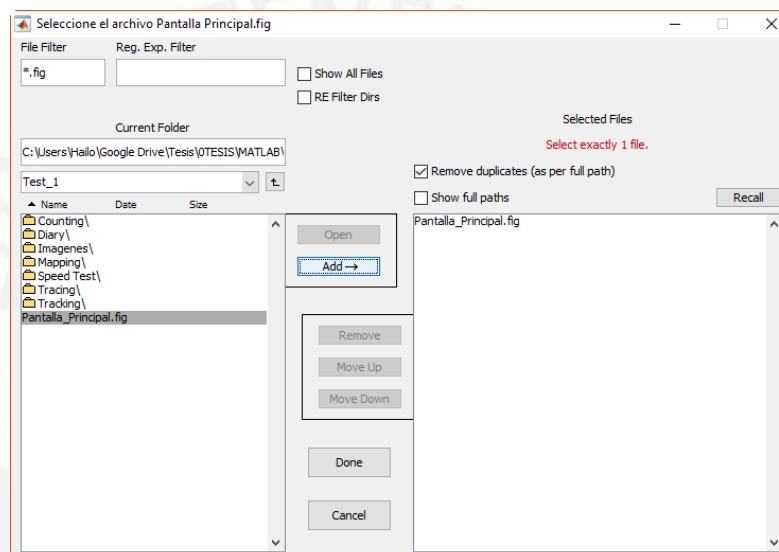 Seleccione el archivo Pantalla Principal.fig
File Filter
Reg. Exp. Filter
*.fig
Show All Files
RE Filter Dirs
Current Folder
C:\Users\Hailo\Google Drive\Tesis\0TESIS\MATLAB\
Test_1
Name Date Size
Counting\
Diary\
Imagenes\
Mapping\
Speed Test\
Tracing\
Tracking\
Pantalla_Principal.fig
Open
Add →
Remove
Move Up
Move Down
Done
Cancel
Selected Files
Select exactly 1 file.
Remove duplicates (as per full path)
Show full paths
Recall
Pantalla_Principal.fig